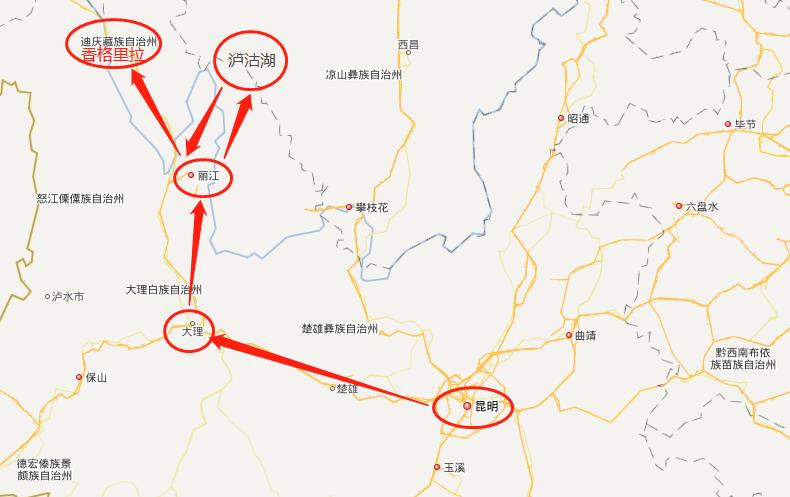 迪庆藏族自治州
香格里拉
泸沽湖
西昌
凉山彝族自治州
昭通
毕节
丽江
怒江傈僳族自治州
攀枝花
六盘水
大理白族自治州
泸水市
大理
楚雄彝族自治州
曲靖
黔西南布依
族苗族自治州
保山
楚雄
昆明
德宏傣族景
颇族自治州
玉溪